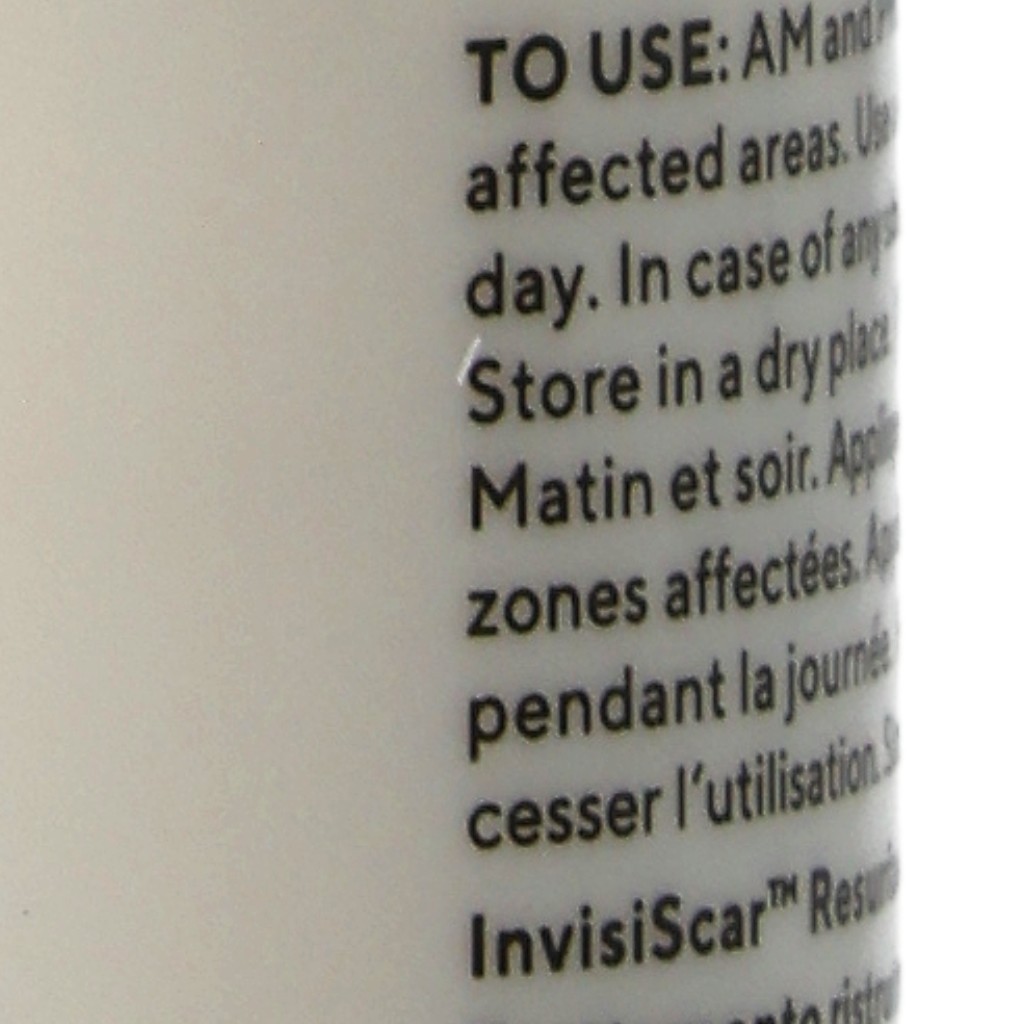 TO USE: AM and
affected areas. Use
day. In case of any
Store in a dry place
Matin et soir.
zones affectées.
pendant la journée
cesser l'utilisation.
InvisiScar™